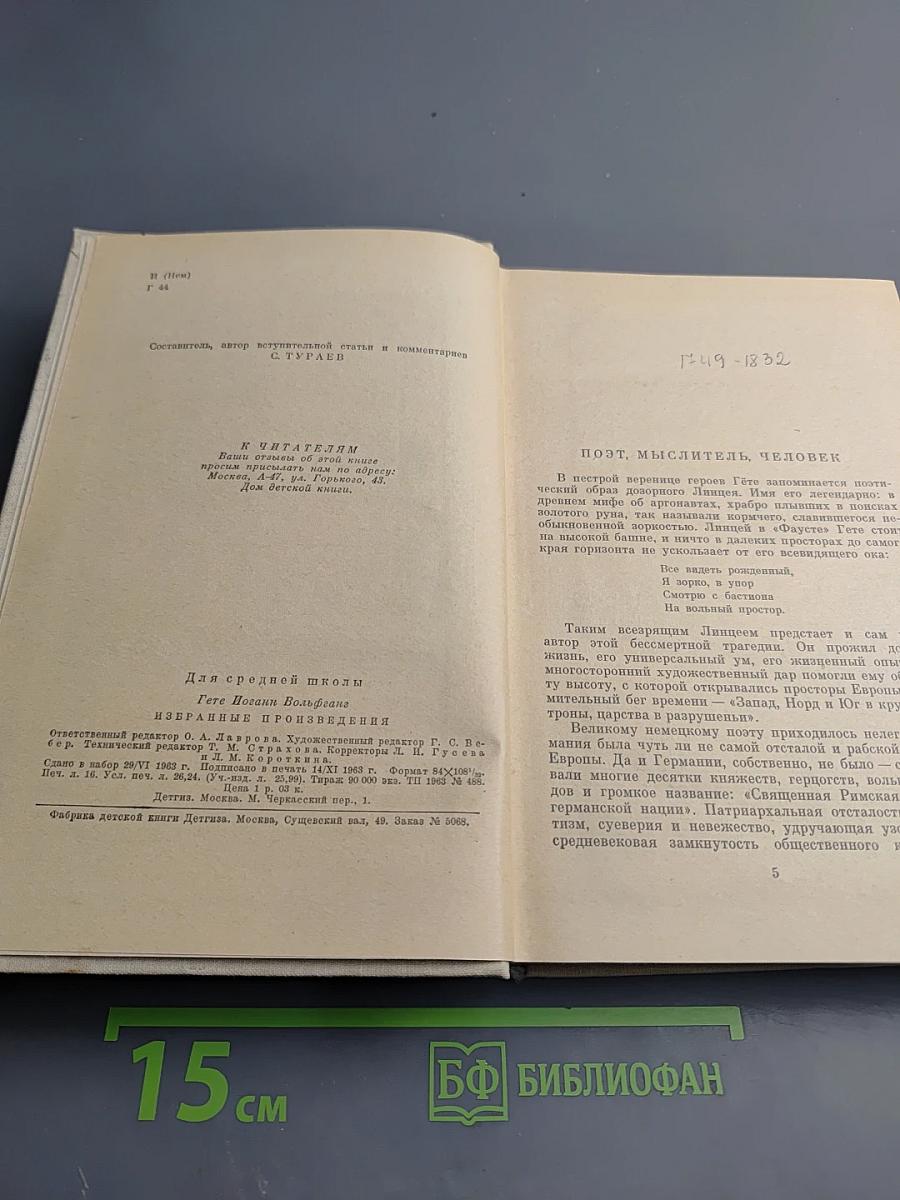 И (Нем)
Г 44
Составитель, автор вступительной статьи и комментариев
С. ТУРАЕВ
К ЧИТАТЕЛЯМ
Ваши отзывы об этой книге
просим присылать нам по адресу:
Москва, А-47, ул. Горького, 43.
Дом детской книги.
Для средней школы
Гете Иоганн Вольфганг
ИЗБРАННЫЕ ПРОИЗВЕДЕНИЯ
Ответственный редактор О. А. Лаврова. Художественный редактор Г. С. Ве-
бер. Технический редактор Т. М. Страхова. Корректоры Л. И. Гусева
и Л. М. Короткина.
Сдано в набор 29/VI 1963 г. Подписано в печать 14/XI 1963 г. Формат 84×108¹/₃₂.
Печ. л. 16. Усл. печ. л. 26,24. (Уч.-изд. л. 25,99). Тираж 90 000 экз. ТП 1963 № 488.
Цена 1 р. 03 к.
Детгиз. Москва. М. Черкасский пер., 1.
Фабрика детской книги Детгиза. Москва, Сущевский вал, 49. Заказ № 5068.
1749-1832
ПОЭТ, МЫСЛИТЕЛЬ, ЧЕЛОВЕК
В пестрой веренице героев Гёте запоминается поэти-
ческий образ дозорного Линцея. Имя его легендарно: в
древнем мифе об аргонавтах, храбро плывших в поисках
золотого руна, так называли кормчего, славившегося не-
обыкновенной зоркостью. Линцей в «Фаусте» Гете стоит
на высокой башне, и ничто в далеких просторах до самого
края горизонта не ускользает от его всевидящего ока:
Все видеть рожденный,
Я зорко, в упор
Смотрю с бастиона
На вольный простор.
Таким всезрящим Линцеем предстает и сам
автор этой бессмертной трагедии. Он прожил до
жизнь, его универсальный ум, его жизненный опы
многосторонний художественный дар помогли ему об
ту высоту, с которой открывались просторы Европы
мительный бег времени — «Запад, Норд и Юг в кру
троны, царства в разрушеньи».
Великому немецкому поэту приходилось нелег
мания была чуть ли не самой отсталой и рабской
Европы. Да и Германии, собственно, не было — с
вали многие десятки княжеств, герцогств, воль
дов и громкое название: «Священная Римская
германской нации». Патриархальная отсталость
тизм, суеверия и невежество, удручающая узо
средневековая замкнутость общественного и
5
15 см
БФ БИБЛИОФАН